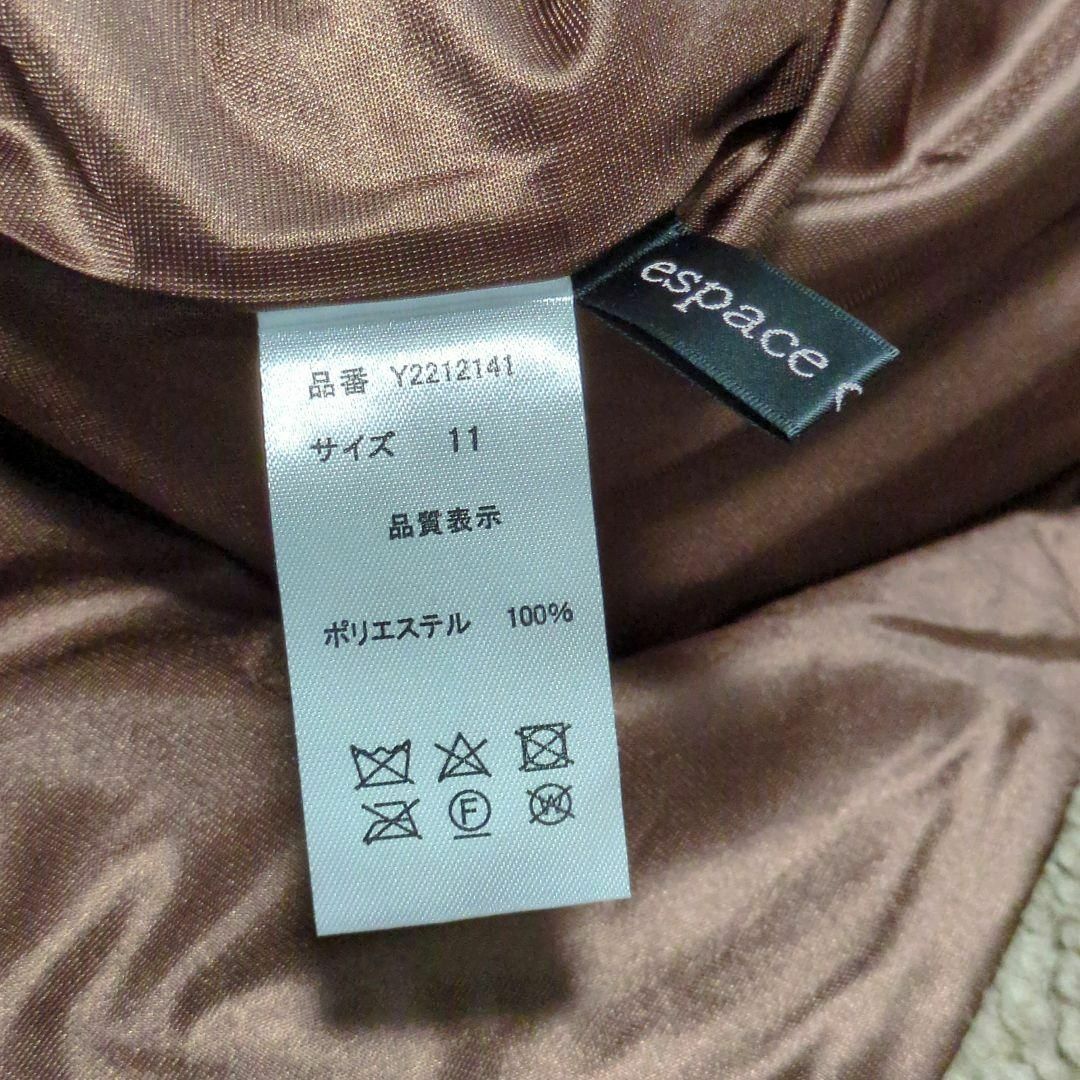 品番 Y2212141
サイズ 11
品質表示
ポリエステル 100%
F
W
espace